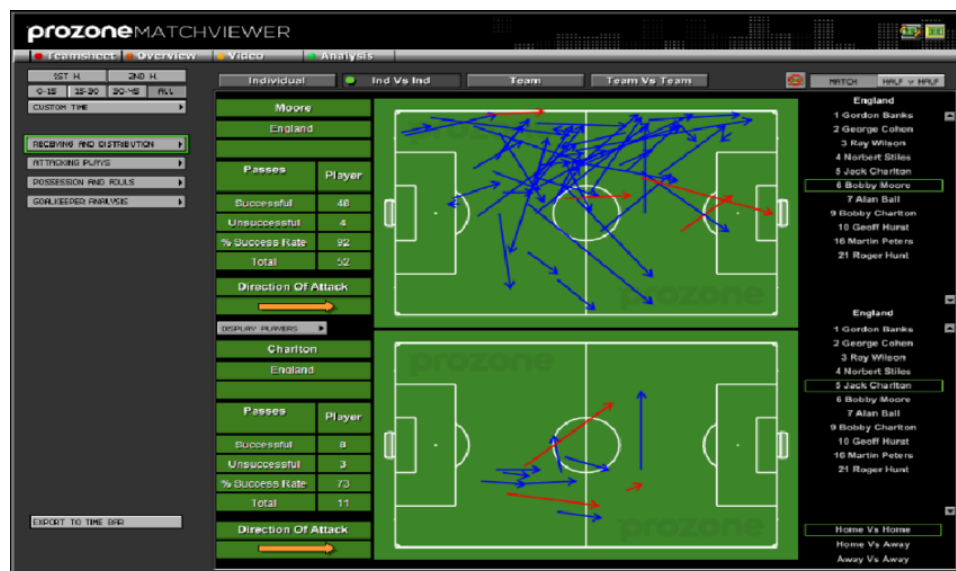 prozone MATCHVIEWER
Teamsheet Overview Video Analysis
1ST H. 2ND H.
0-15 15-30 30-45 ALL
CUSTOM TIME
RECEIVING AND DISTRIBUTION
ATTACKING PLAYS
POSSESSION AND FOULS
GOALKEEPER ANALYSIS
EXPORT TO TIME BAR
Individual Ind Vs Ind Team Team Vs Team MATCH HALF v HALF
Moore
England
Passes Player
Successful 48
Unsuccessful 4
% Success Rate 92
Total 52
Direction Of Attack
DISPLAY PLAYERS
Charlton
England
Passes Player
Successful 8
Unsuccessful 3
% Success Rate 73
Total 11
Direction Of Attack
prozone
prozone
prozone
prozone
England
1 Gordon Banks
2 George Cohen
3 Ray Wilson
4 Norbert Stiles
5 Jack Charlton
6 Bobby Moore
7 Alan Ball
9 Bobby Charlton
10 Geoff Hurst
16 Martin Peters
21 Roger Hunt
England
1 Gordon Banks
2 George Cohen
3 Ray Wilson
4 Norbert Stiles
5 Jack Charlton
6 Bobby Moore
7 Alan Ball
9 Bobby Charlton
10 Geoff Hurst
16 Martin Peters
21 Roger Hunt
Home Vs Home
Home Vs Away
Away Vs Away